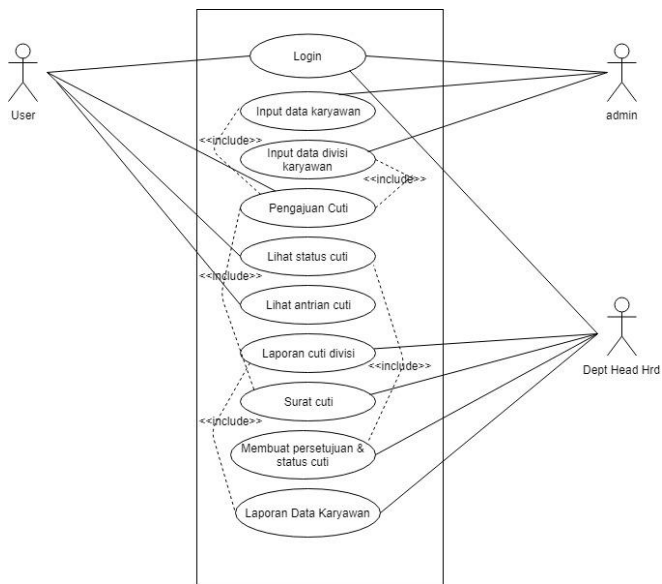 Login
User
admin
Input data karyawan
<<include>>
Input data divisi
karyawan
<<include>>
Pengajuan Cuti
Lihat status cuti
<<include>>
Lihat antrian cuti
Laporan cuti divisi
<<include>>
Dept Head Hrd
Surat cuti
<<include>>
Membuat persetujuan &
status cuti
Laporan Data Karyawan